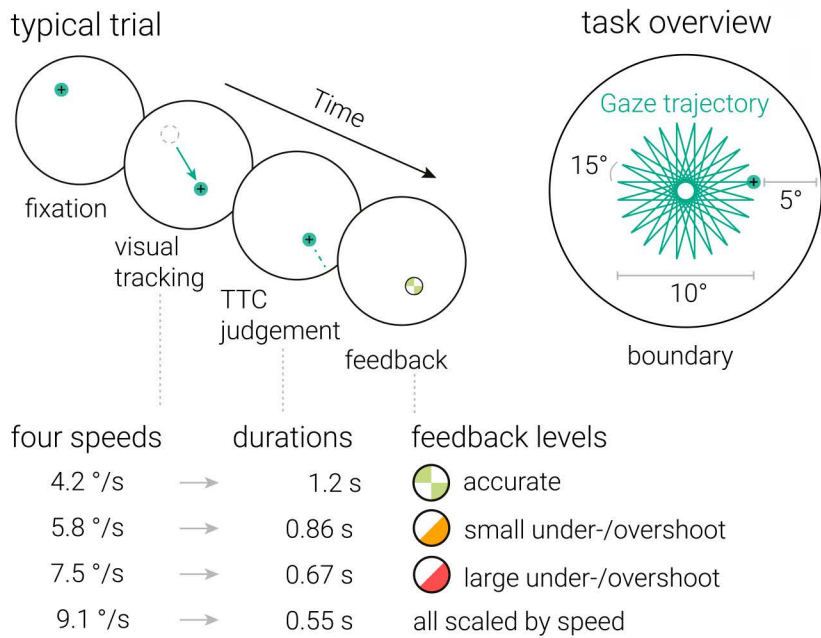 typical trial
task overview
Time
Gaze trajectory
fixation
visual
tracking
TTC
judgement
feedback
15°
5°
10°
boundary
four speeds
durations
feedback levels
4.2 °/s
1.2 s
accurate
5.8 °/s
0.86 s
small under-/overshoot
7.5 °/s
0.67 s
large under-/overshoot
9.1 °/s
0.55 s
all scaled by speed